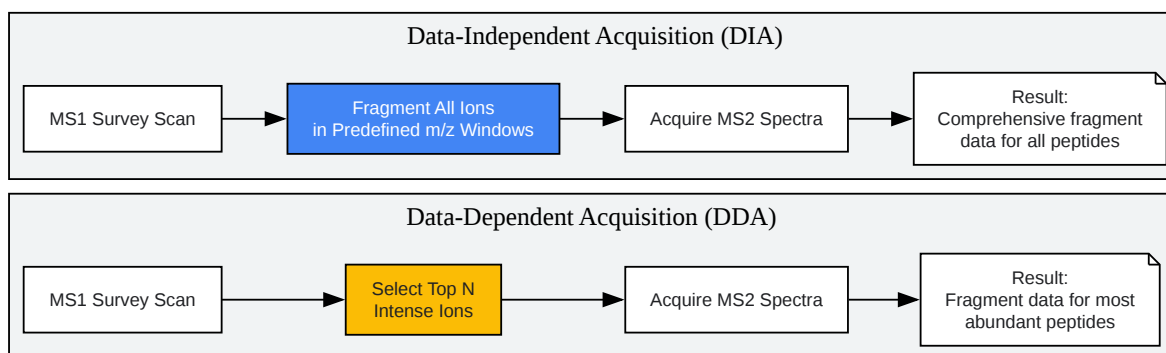 Data-Independent Acquisition (DIA)
MS1 Survey Scan
Fragment All Ions
in Predefined m/z Windows
Acquire MS2 Spectra
Result:
Comprehensive fragment
data for all peptides
Data-Dependent Acquisition (DDA)
MS1 Survey Scan
Select Top N
Intense Ions
Acquire MS2 Spectra
Result:
Fragment data for most
abundant peptides